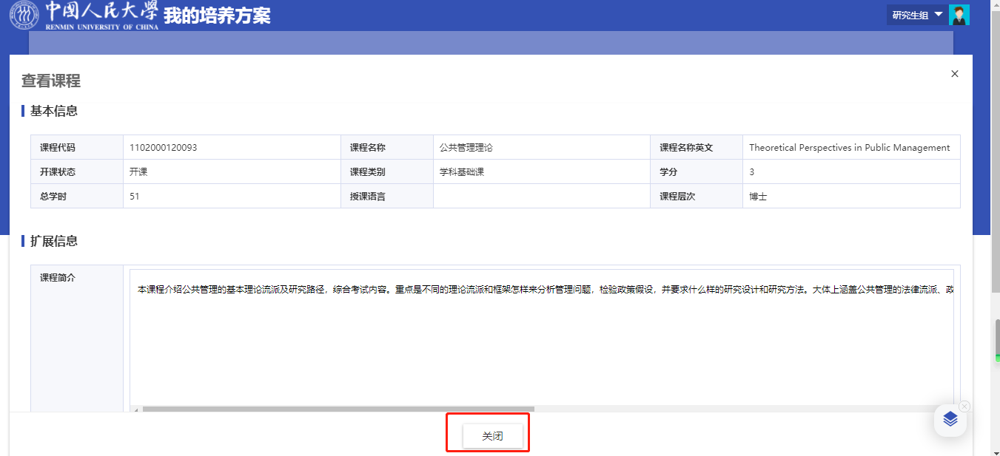 中国人民大学 我的培养方案
RENMIN UNIVERSITY OF CHINA
研究生组
查看课程
基本信息
课程代码 1102000120093 课程名称 公共管理理论 课程名称英文 Theoretical Perspectives in Public Management
开课状态 开课 课程类别 学科基础课 学分 3
总学时 51 授课语言 课程层次 博士
扩展信息
课程简介
本课程介绍公共管理的基本理论流派及研究路径，综合考试内容。重点是不同的理论流派和框架怎样来分析管理问题，检验政策假设，并要求什么样的研究设计和研究方法。大体上涵盖公共管理的法律流派、政
关闭